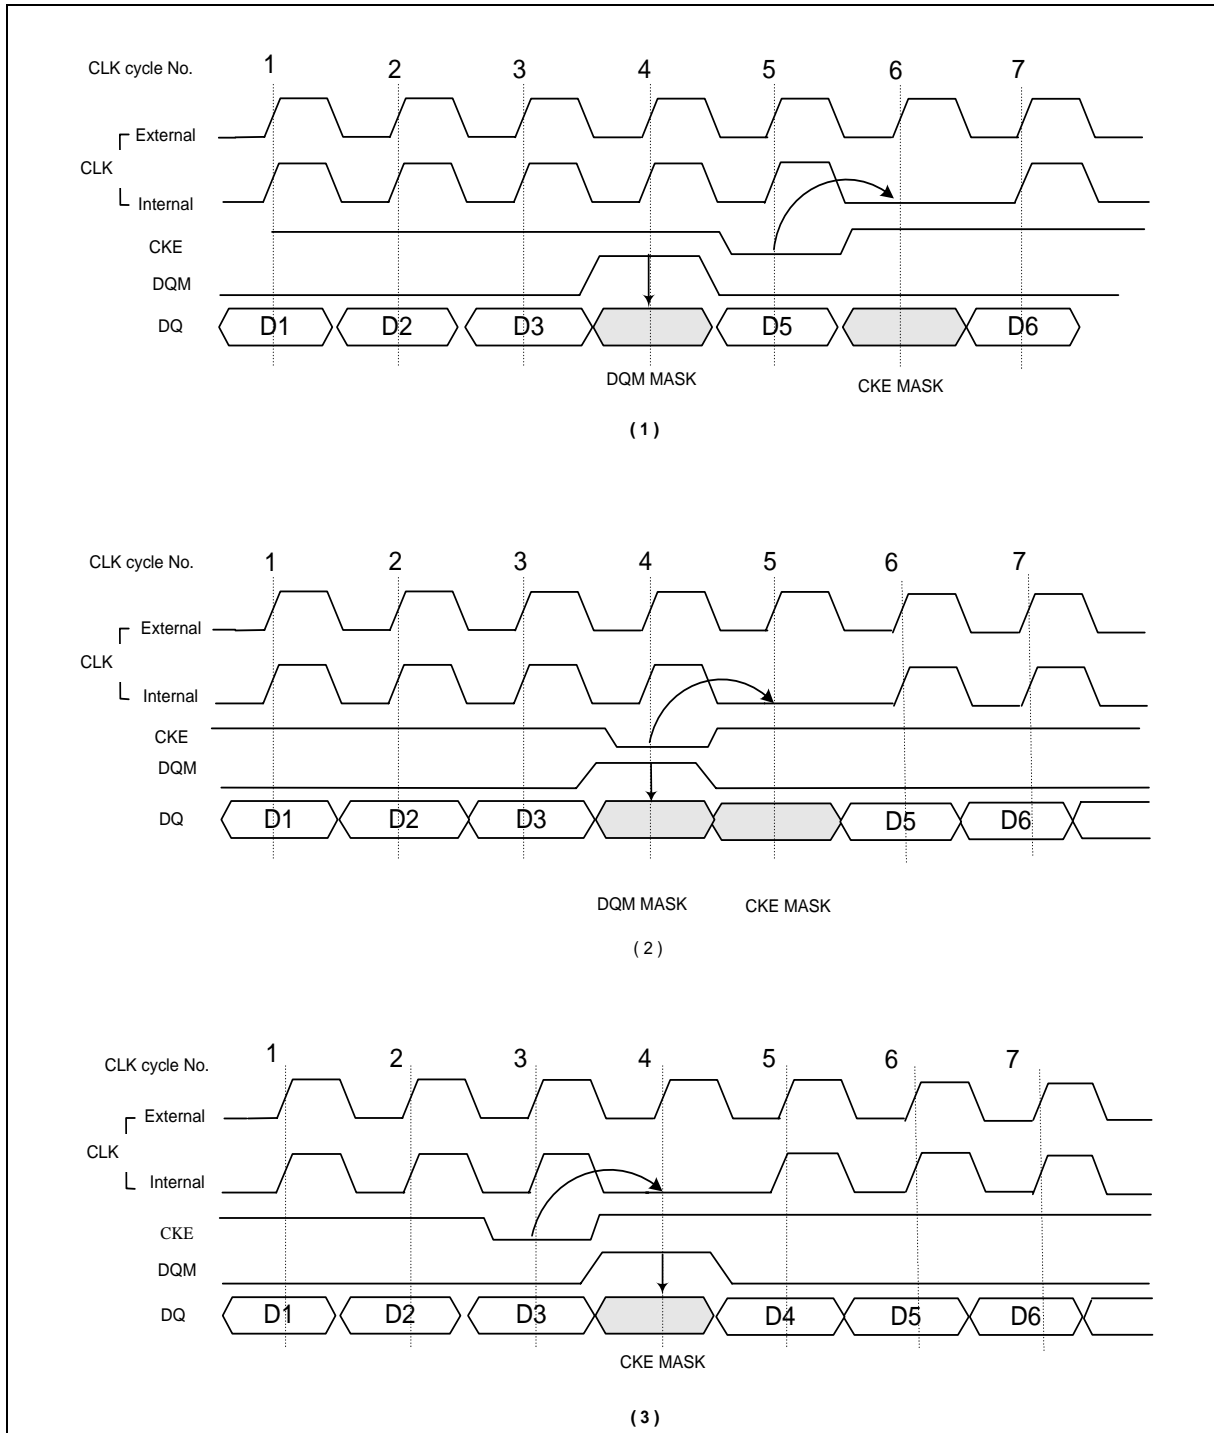 CLK cycle No. 1 2 3 4 5 6 7
External
CLK
Internal
CKE
DQM
DQ D1 D2 D3 D5 D6
DQM MASK CKE MASK
( 1 )
CLK cycle No. 1 2 3 4 5 6 7
External
CLK
Internal
CKE
DQM
DQ D1 D2 D3 D5 D6
DQM MASK CKE MASK
( 2 )
CLK cycle No. 1 2 3 4 5 6 7
External
CLK
Internal
CKE
DQM
DQ D1 D2 D3 D4 D5 D6
CKE MASK
( 3 )